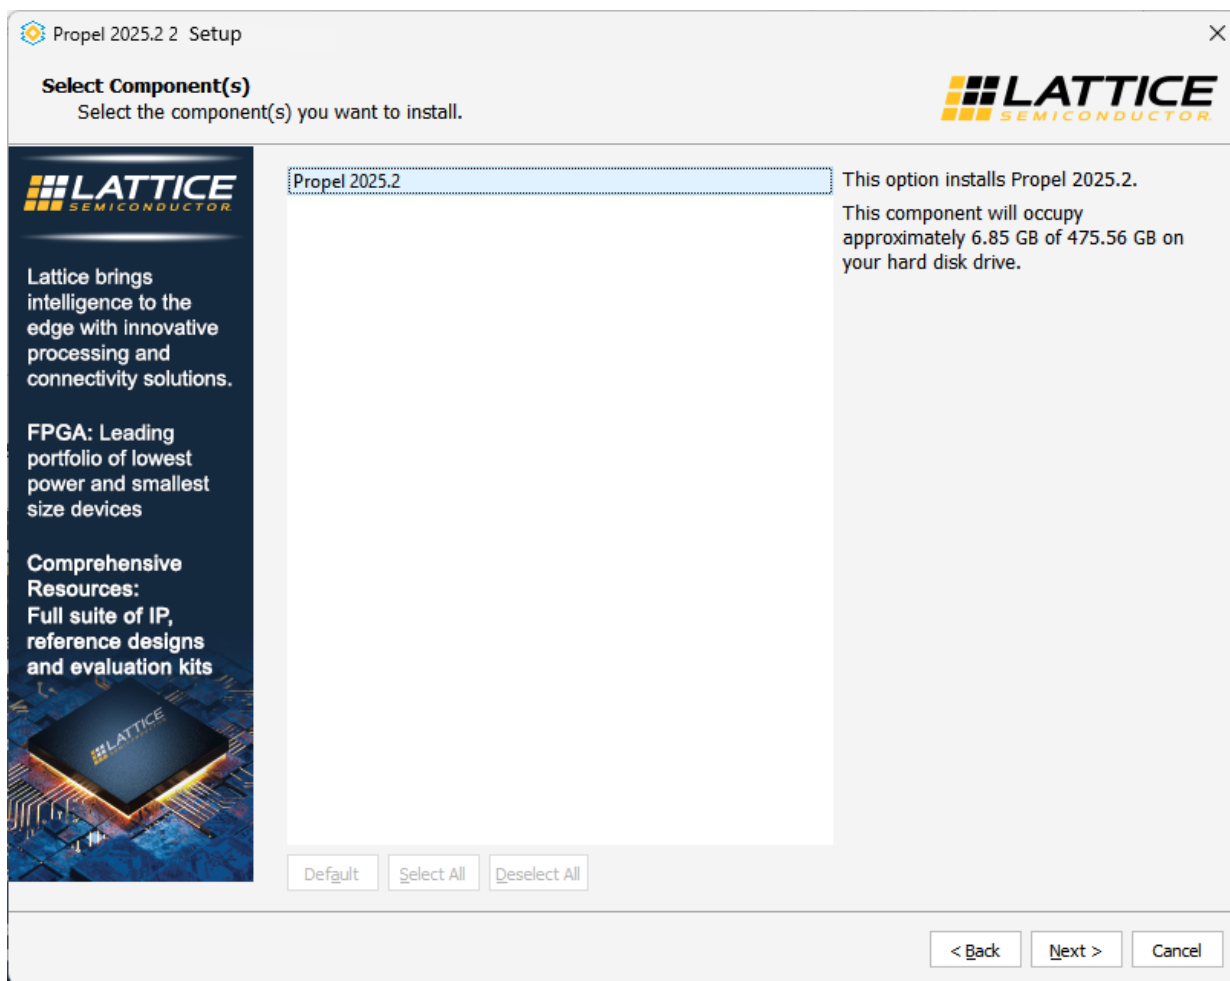 Propel 2025.2 2 Setup
Select Component(s)
Select the component(s) you want to install.
LATTICE
SEMICONDUCTOR
LATTICE
SEMICONDUCTOR
Lattice brings
intelligence to the
edge with innovative
processing and
connectivity solutions.
FPGA: Leading
portfolio of lowest
power and smallest
size devices
Comprehensive
Resources:
Full suite of IP,
reference designs
and evaluation kits
LATTICE
SEMICONDUCTOR
Propel 2025.2
This option installs Propel 2025.2.
This component will occupy
approximately 6.85 GB of 475.56 GB on
your hard disk drive.
Default
Select All
Deselect All
< Back
Next >
Cancel